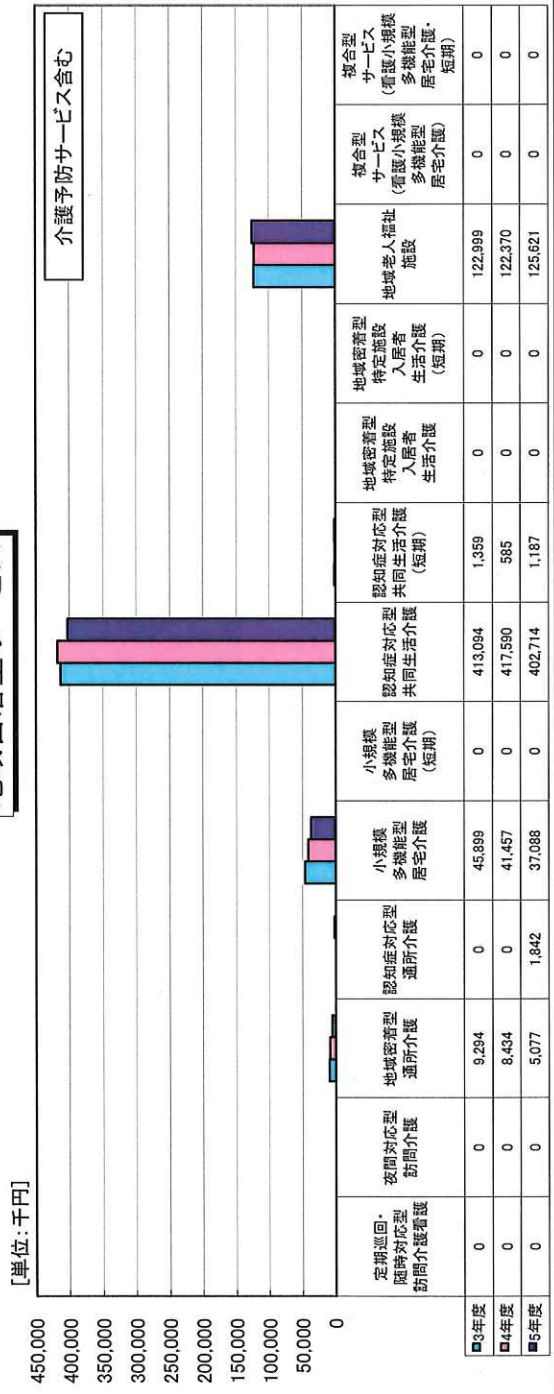 [単位:千円]
介護予防サービス含む
450,000
400,000
350,000
300,000
250,000
200,000
150,000
100,000
50,000
0
定期巡回・
随時対応型
訪問介護看護
夜間対応型
訪問介護
地域密着型
通所介護
認知症対応型
通所介護
小規模
多機能型
居宅介護
小規模
多機能型
居宅介護
(短期)
認知症対応型
共同生活介護
認知症対応型
共同生活介護
(短期)
地域密着型
特定施設
入居者
生活介護
地域密着型
特定施設
入居者
生活介護
(短期)
地域老人福祉
施設
複合型
サービス
(看護小規模
多機能型
居宅介護)
複合型
サービス
(看護小規模
多機能型
居宅介護・
短期)
3年度 0 0 9,294 0 45,899 0 413,094 1,359 0 0 122,999 0 0
4年度 0 0 8,434 0 41,457 0 417,590 585 0 0 122,370 0 0
5年度 0 0 5,077 1,842 37,088 0 402,714 1,187 0 0 125,621 0 0